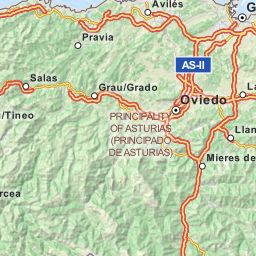 Avilés
G
Pravia
AS-II
Salas
Grau/Grado
La
Oviedo
/Tineo
PRINCIPALITY
OF ASTURIAS
(PRINCIPADO
DE ASTURIAS)
Llan
Mieres de
rcea